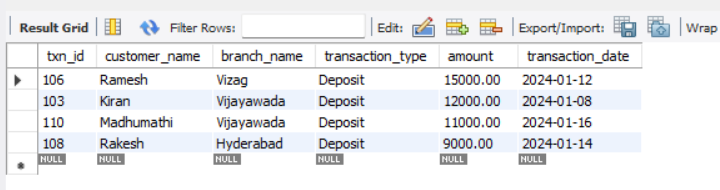 Result Grid Filter Rows: Edit: Export/Import: Wrap
txn_id customer_name branch_name transaction_type amount transaction_date
106 Ramesh Vizag Deposit 15000.00 2024-01-12
103 Kiran Vijayawada Deposit 12000.00 2024-01-08
110 Madhumathi Vijayawada Deposit 11000.00 2024-01-16
108 Rakesh Hyderabad Deposit 9000.00 2024-01-14
NULL NULL NULL NULL NULL NULL